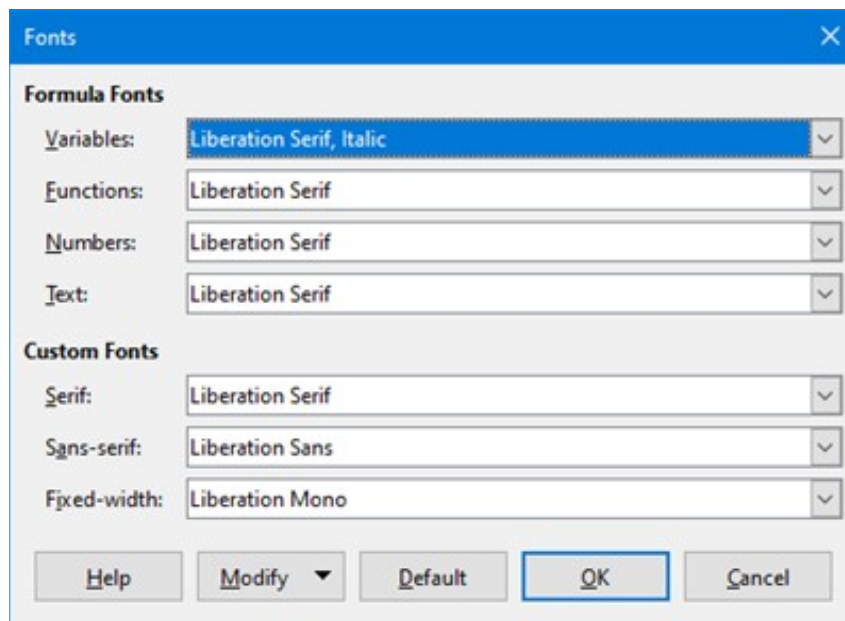 Fonts
Formula Fonts
Variables: Liberation Serif, Italic
Functions: Liberation Serif
Numbers: Liberation Serif
Text: Liberation Serif
Custom Fonts
Serif: Liberation Serif
Sans-serif: Liberation Sans
Fixed-width: Liberation Mono
Help Modify Default OK Cancel